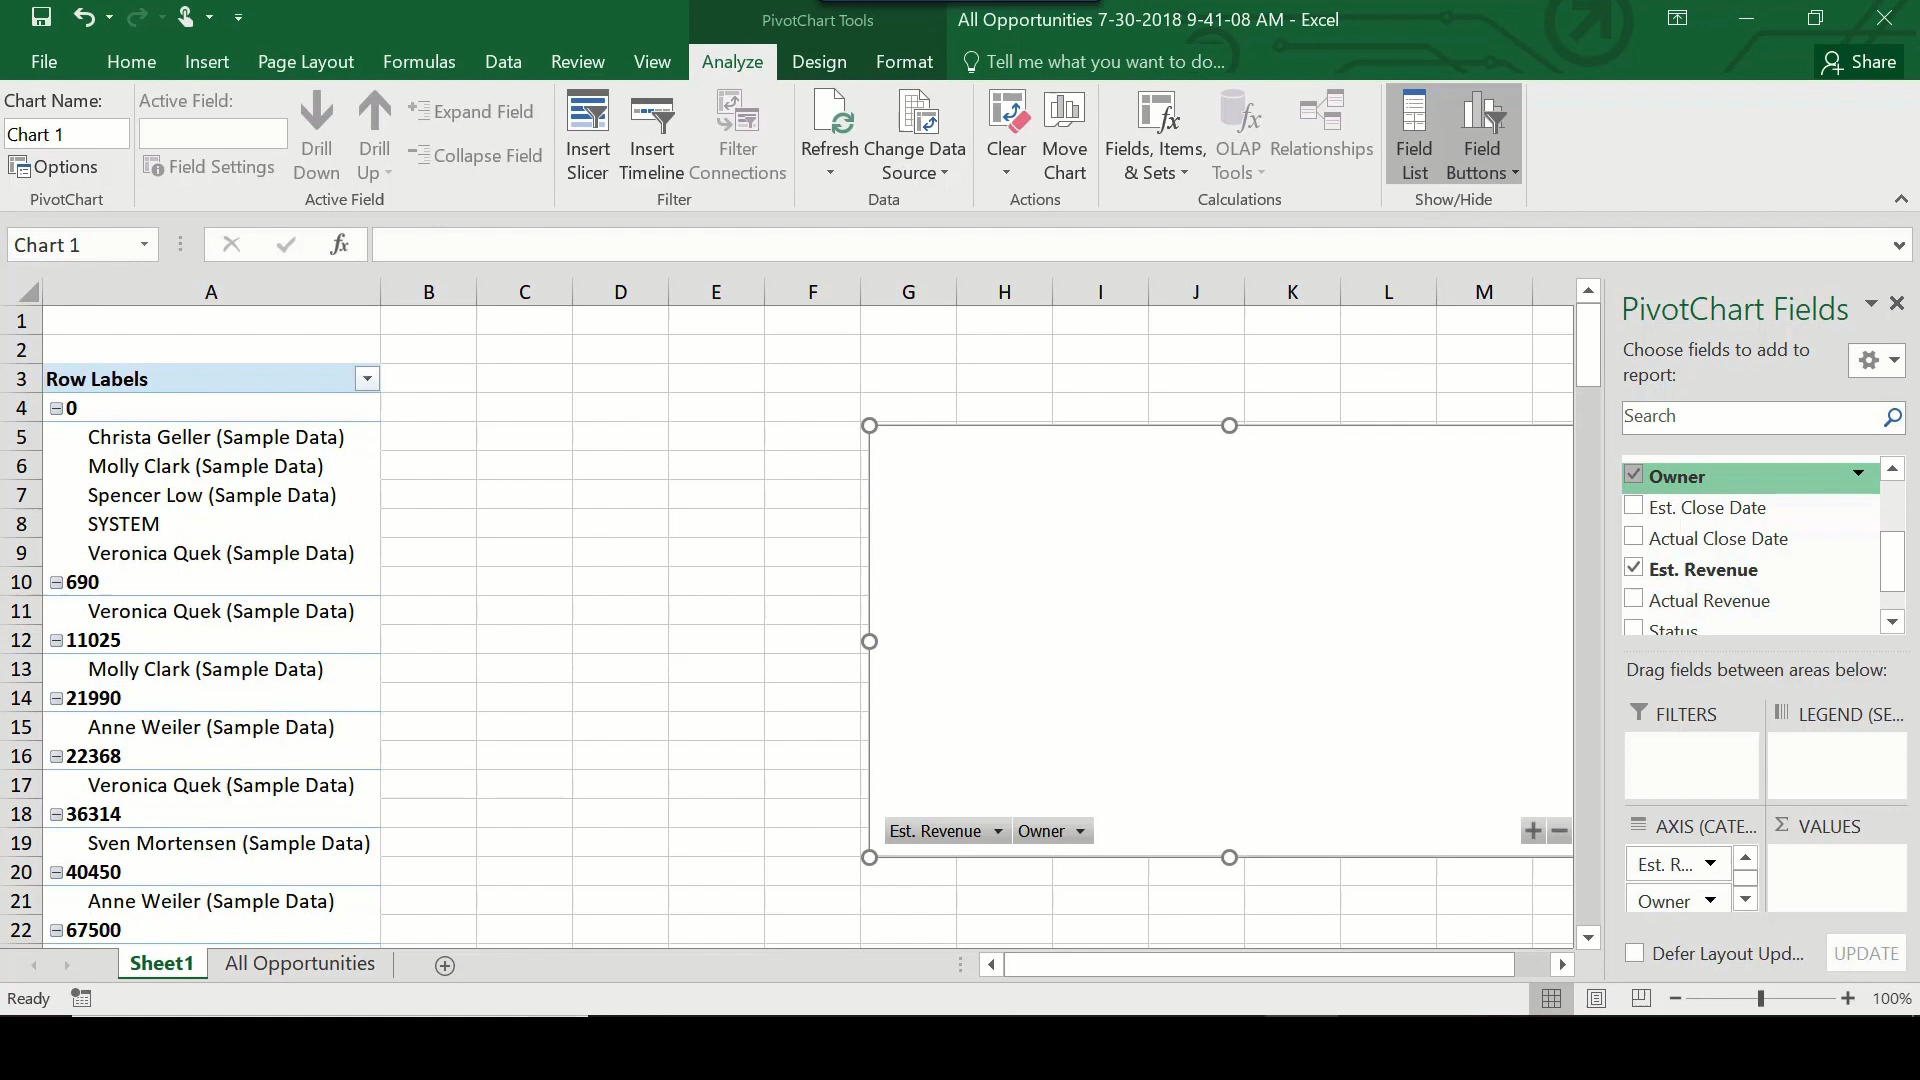 PivotChart Tools
All Opportunities 7-30-2018 9-41-08 AM - Excel
File Home Insert Page Layout Formulas Data Review View Analyze Design Format Tell me what you want to do... Share
Chart Name:
Chart 1
Options
PivotChart
Active Field:
Field Settings
Drill Down
Drill Up
Expand Field
Collapse Field
Active Field
Insert Slicer
Insert Timeline
Filter Connections
Filter
Refresh
Change Data Source
Data
Clear
Move Chart
Actions
Fields, Items, & Sets
OLAP Tools
Relationships
Calculations
Field List
Field Buttons
Show/Hide
Chart 1
fx
A B C D E F G H I J K L M
1
2
3 Row Labels
4 0
5 Christa Geller (Sample Data)
6 Molly Clark (Sample Data)
7 Spencer Low (Sample Data)
8 SYSTEM
9 Veronica Quek (Sample Data)
10 690
11 Veronica Quek (Sample Data)
12 11025
13 Molly Clark (Sample Data)
14 21990
15 Anne Weiler (Sample Data)
16 22368
17 Veronica Quek (Sample Data)
18 36314
19 Sven Mortensen (Sample Data)
20 40450
21 Anne Weiler (Sample Data)
22 67500
Est. Revenue Owner
PivotChart Fields
Choose fields to add to
report:
Search
Owner
Est. Close Date
Actual Close Date
Est. Revenue
Actual Revenue
Status
Drag fields between areas below:
FILTERS
LEGEND (SE...
AXIS (CATE...
Σ VALUES
Est. R...
Owner
Defer Layout Upd...
UPDATE
Sheet1 All Opportunities
Ready
100%